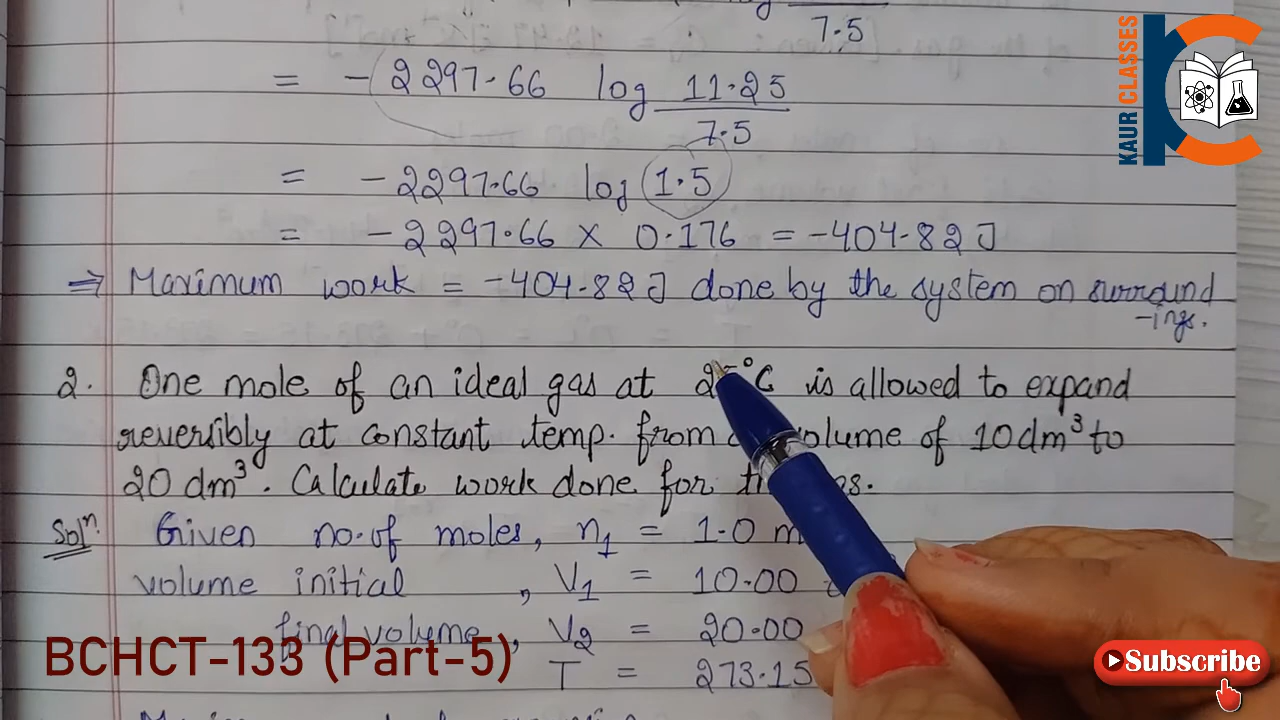 7.5
= -2297.66 log 11.25
7.5
= -2297.66 log 1.5
= -2297.66 × 0.176 = -404.82 J
⇒ Maximum work = -404.82 J done by the system on surround
-ings.
2. One mole of an ideal gas at °C is allowed to expand
reversibly at constant temp. from volume of 10 dm³ to
20 dm³. Calculate work done for
Solⁿ. Given no. of moles, n₁ = 1.0
volume initial , V₁ = 10.00
final volume, V₂ = 20.00
T = 273.15
KAUR CLASSES
BCHCT-133 (Part-5)
Subscribe